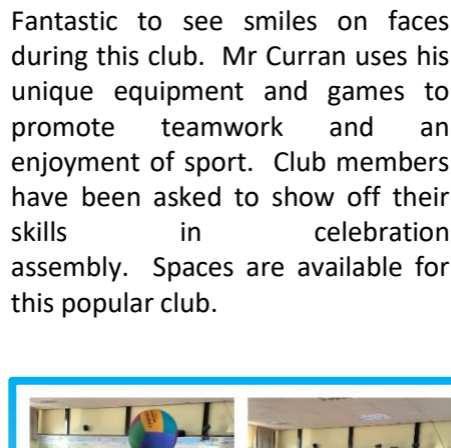 Fantastic to see smiles on faces
during this club. Mr Curran uses his
unique equipment and games to
promote teamwork and an
enjoyment of sport. Club members
have been asked to show off their
skills in celebration
assembly. Spaces are available for
this popular club.